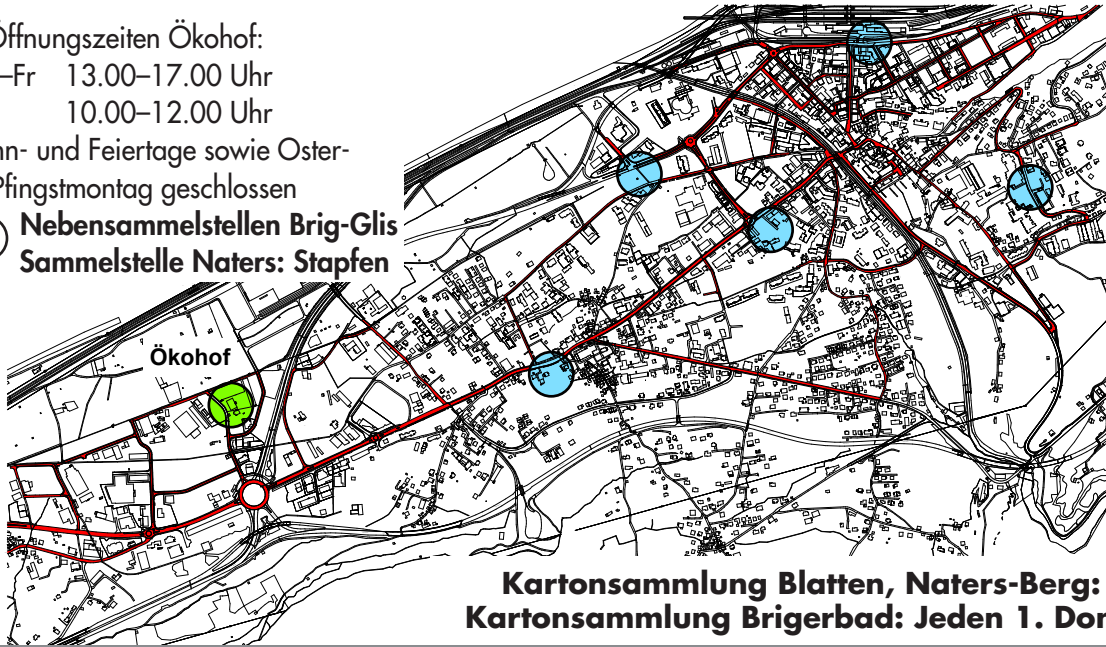 Öffnungszeiten Ökohof:
–Fr 13.00–17.00 Uhr
10.00–12.00 Uhr
nn- und Feiertage sowie Oster-
Pfingstmontag geschlossen
Nebensammelstellen Brig-Glis
Sammelstelle Naters: Stapfen
Ökohof
Kartonsammlung Blatten, Naters-Berg:
Kartonsammlung Brigerbad: Jeden 1. Don